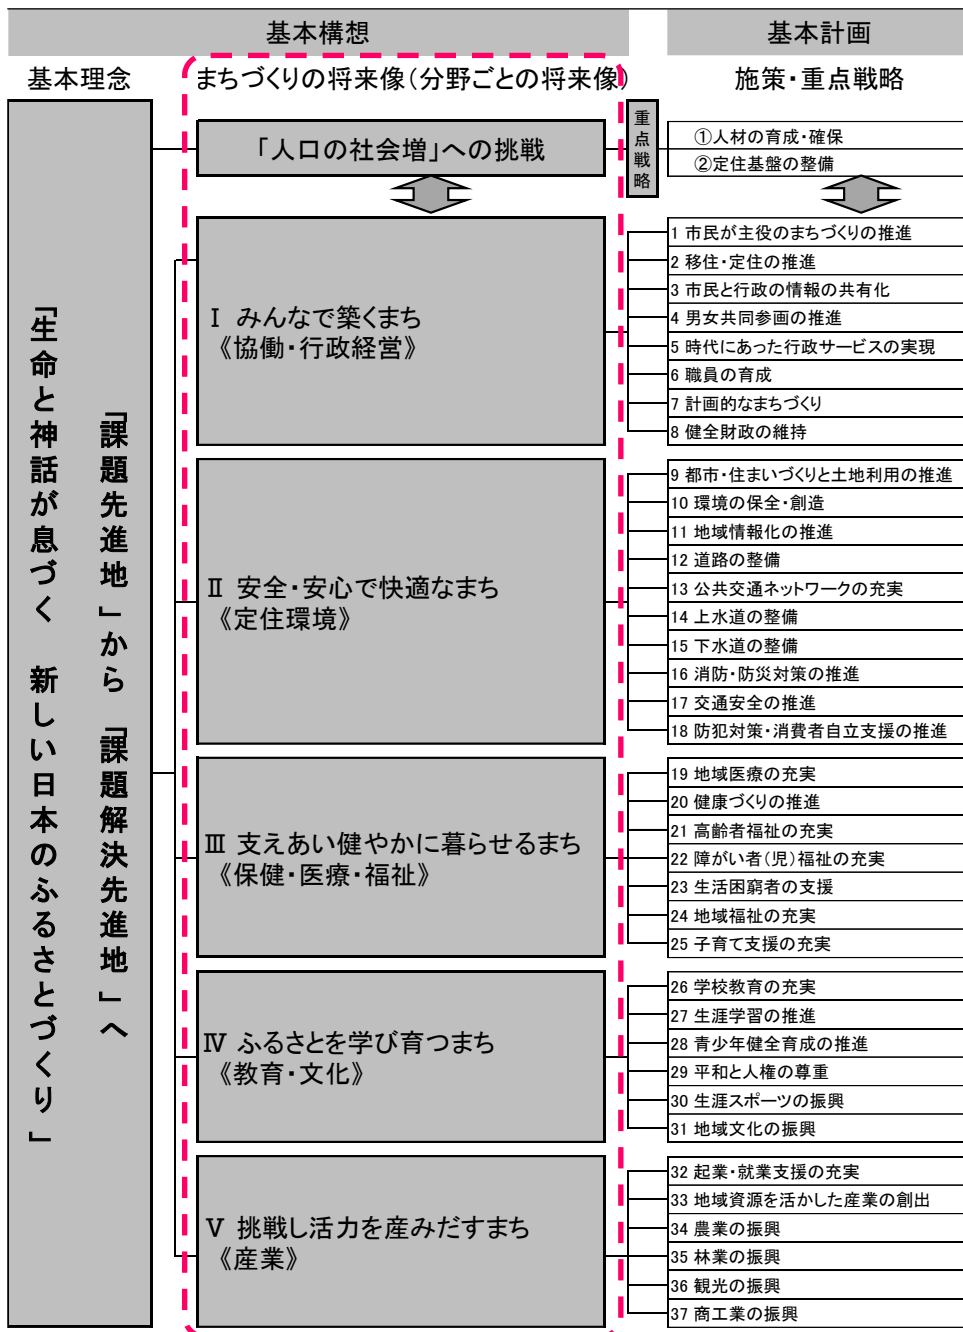 基本構想
基本計画
基本理念
まちづくりの将来像（分野ごとの将来像）
施策・重点戦略
「生命と神話が息づく　新しい日本のふるさとづくり」
「課題先進地」から「課題解決先進地」へ
「人口の社会増」への挑戦
重点戦略
①人材の育成・確保
②定住基盤の整備
Ⅰ みんなで築くまち
《協働・行政経営》
1 市民が主役のまちづくりの推進
2 移住・定住の推進
3 市民と行政の情報の共有化
4 男女共同参画の推進
5 時代にあった行政サービスの実現
6 職員の育成
7 計画的なまちづくり
8 健全財政の維持
Ⅱ 安全・安心で快適なまち
《定住環境》
9 都市・住まいづくりと土地利用の推進
10 環境の保全・創造
11 地域情報化の推進
12 道路の整備
13 公共交通ネットワークの充実
14 上水道の整備
15 下水道の整備
16 消防・防災対策の推進
17 交通安全の推進
18 防犯対策・消費者自立支援の推進
Ⅲ 支えあい健やかに暮らせるまち
《保健・医療・福祉》
19 地域医療の充実
20 健康づくりの推進
21 高齢者福祉の充実
22 障がい者（児）福祉の充実
23 生活困窮者の支援
24 地域福祉の充実
25 子育て支援の充実
Ⅳ ふるさとを学び育つまち
《教育・文化》
26 学校教育の充実
27 生涯学習の推進
28 青少年健全育成の推進
29 平和と人権の尊重
30 生涯スポーツの振興
31 地域文化の振興
Ⅴ 挑戦し活力を産みだすまち
《産業》
32 起業・就業支援の充実
33 地域資源を活かした産業の創出
34 農業の振興
35 林業の振興
36 観光の振興
37 商工業の振興